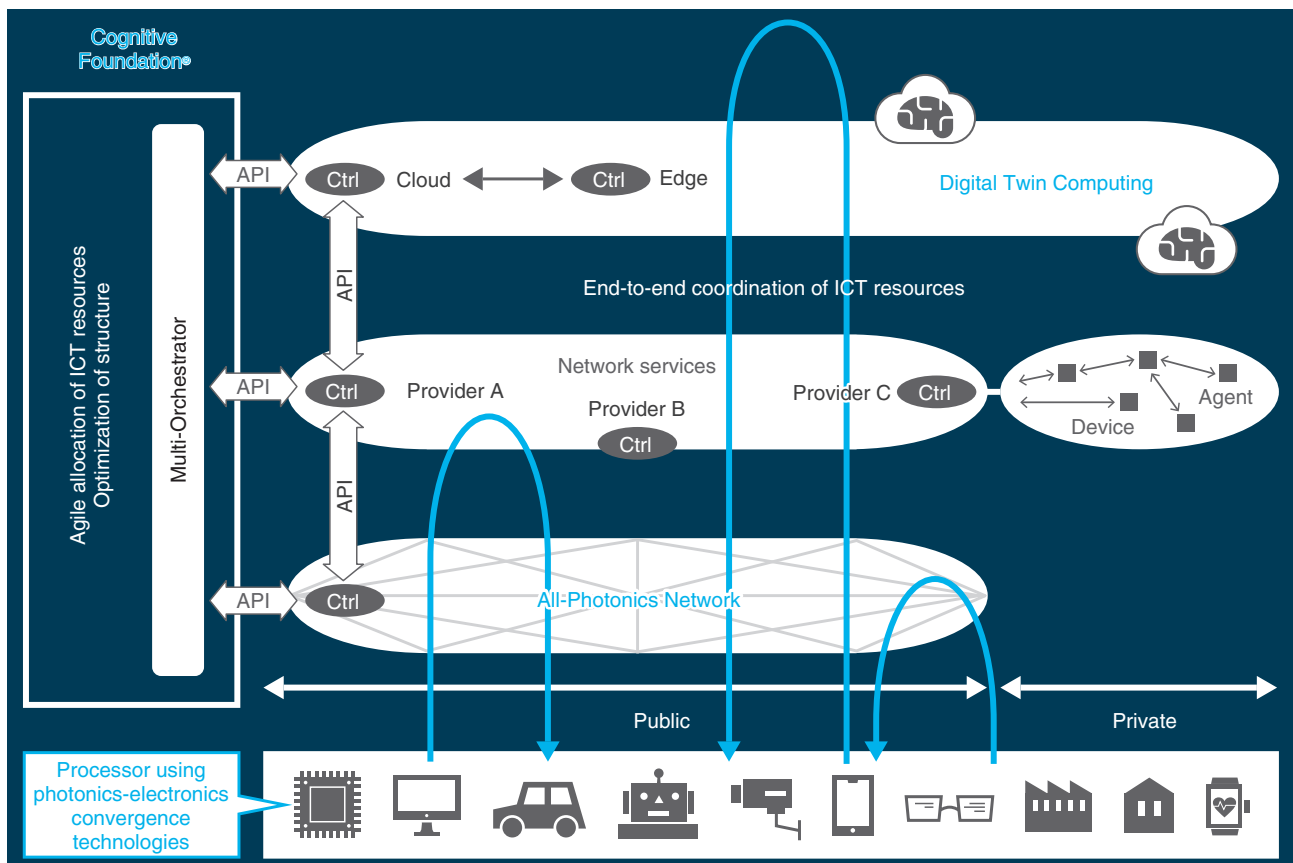 Cognitive
Foundation®
Agile allocation of ICT resources
Optimization of structure
Multi-Orchestrator
API
Ctrl
Cloud
Ctrl
Edge
Digital Twin Computing
API
End-to-end coordination of ICT resources
API
Ctrl
Provider A
Network services
Provider B
Ctrl
Provider C
Ctrl
Agent
Device
API
API
Ctrl
All-Photonics Network
Public
Private
Processor using
photonics-electronics
convergence
technologies